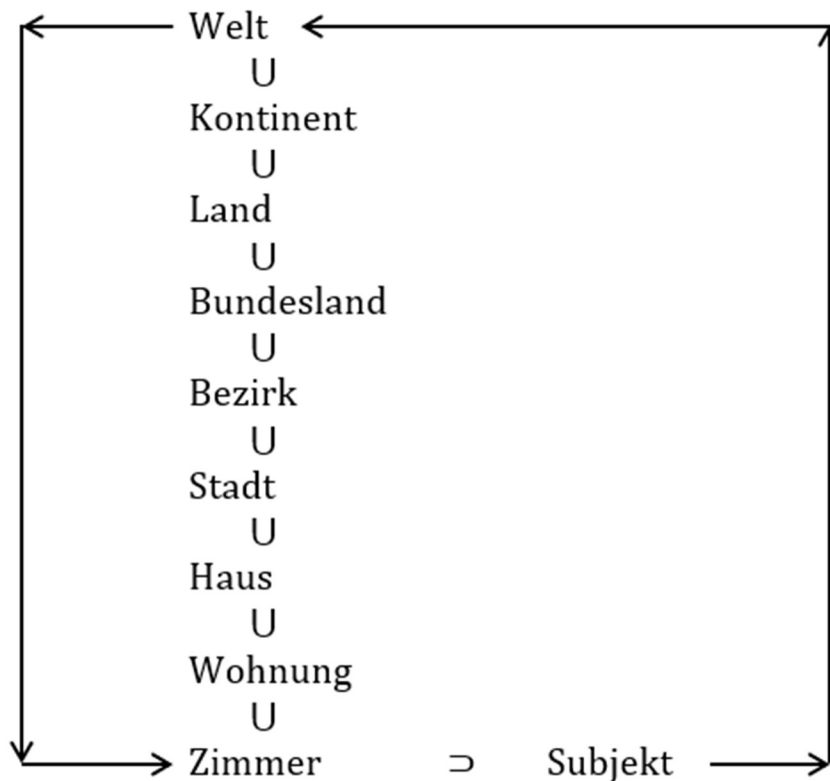 Welt
∪
Kontinent
∪
Land
∪
Bundesland
∪
Bezirk
∪
Stadt
∪
Haus
∪
Wohnung
∪
Zimmer ⊃ Subjekt